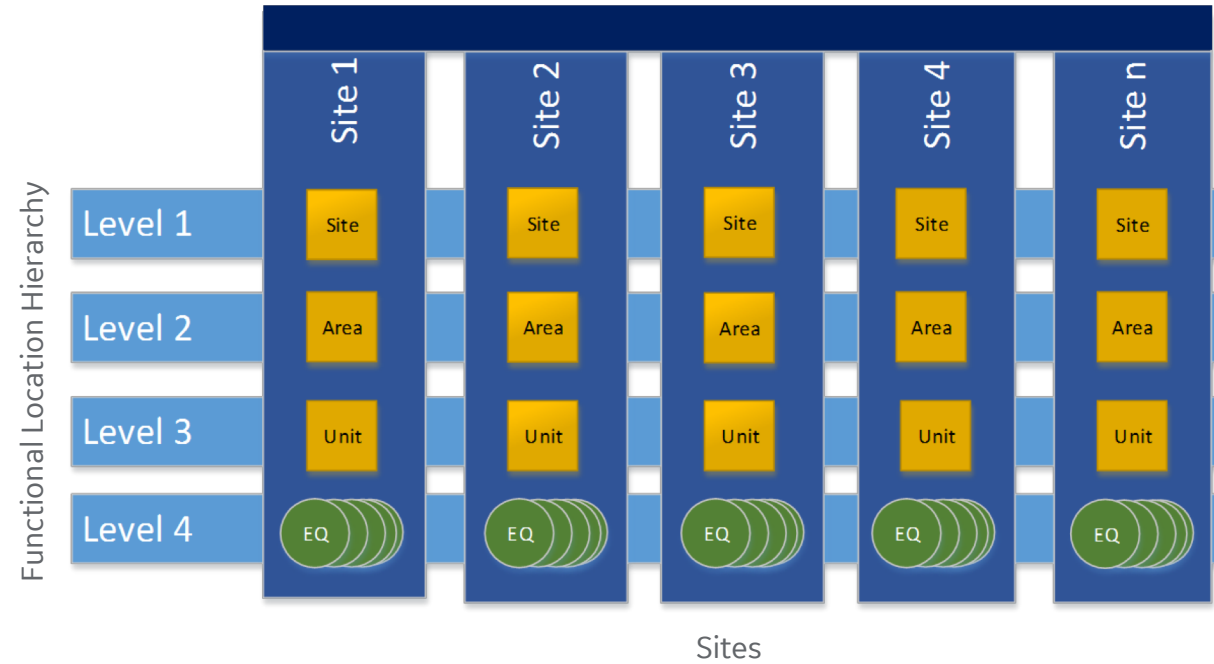 Site 1
Site 2
Site 3
Site 4
Site n
Functional Location Hierarchy
Level 1
Site
Site
Site
Site
Site
Level 2
Area
Area
Area
Area
Area
Level 3
Unit
Unit
Unit
Unit
Unit
Level 4
EQ
EQ
EQ
EQ
EQ
Sites